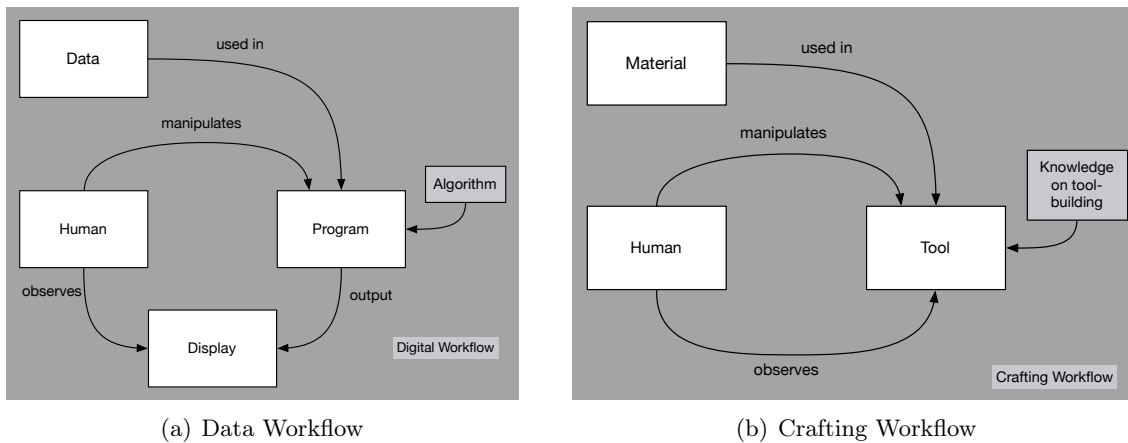 Data
used in
manipulates
Algorithm
Human
Program
observes
output
Display
Digital Workflow
(a) Data Workflow
Material
used in
manipulates
Knowledge
on tool-
building
Human
Tool
observes
Crafting Workflow
(b) Crafting Workflow